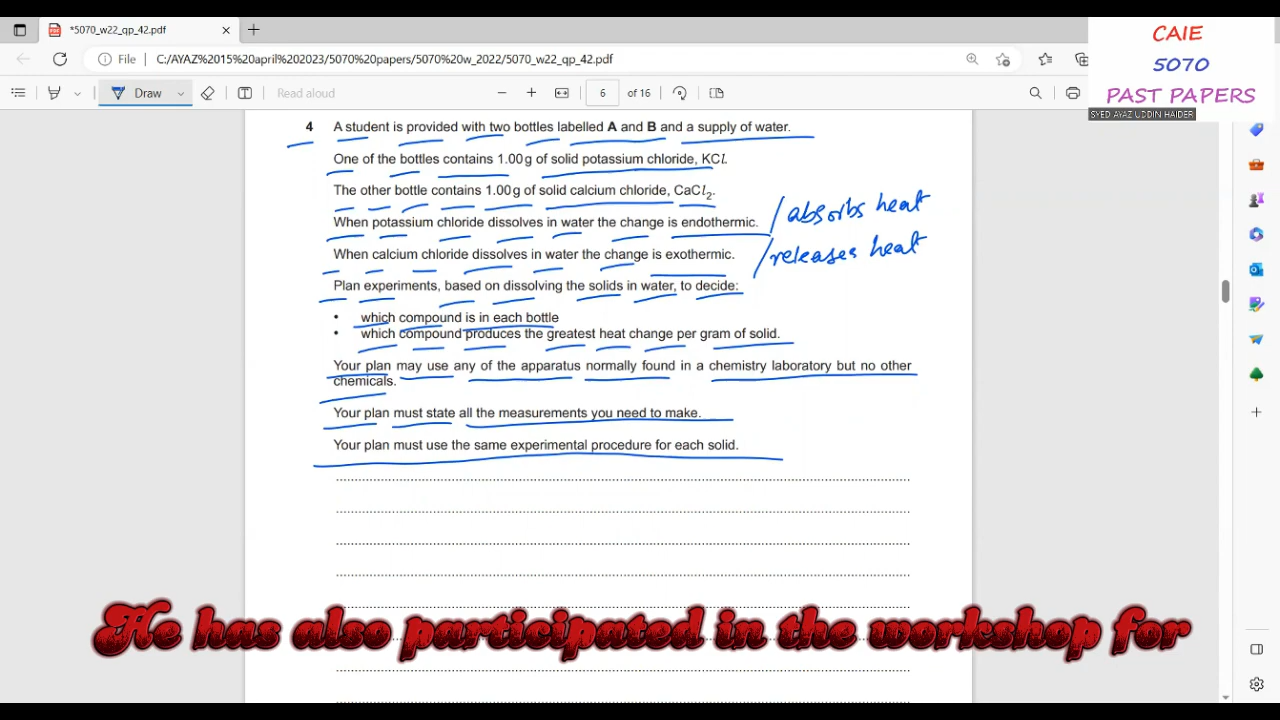 *5070_w22_qp_42.pdf
File C:/AYAZ%2015%20april%202023/5070%20papers/5070%20w_2022/5070_w22_qp_42.pdf
Draw Read aloud 6 of 16
CAIE
5070
PAST PAPERS
SYED AYAZ UDDIN HAIDER
4 A student is provided with two bottles labelled A and B and a supply of water.
One of the bottles contains 1.00 g of solid potassium chloride, KCl.
The other bottle contains 1.00 g of solid calcium chloride, CaCl2.
When potassium chloride dissolves in water the change is endothermic. / absorbs heat
When calcium chloride dissolves in water the change is exothermic. / releases heat
Plan experiments, based on dissolving the solids in water, to decide:
• which compound is in each bottle
• which compound produces the greatest heat change per gram of solid.
Your plan may use any of the apparatus normally found in a chemistry laboratory but no other
chemicals.
Your plan must state all the measurements you need to make.
Your plan must use the same experimental procedure for each solid.
He has also participated in the workshop for